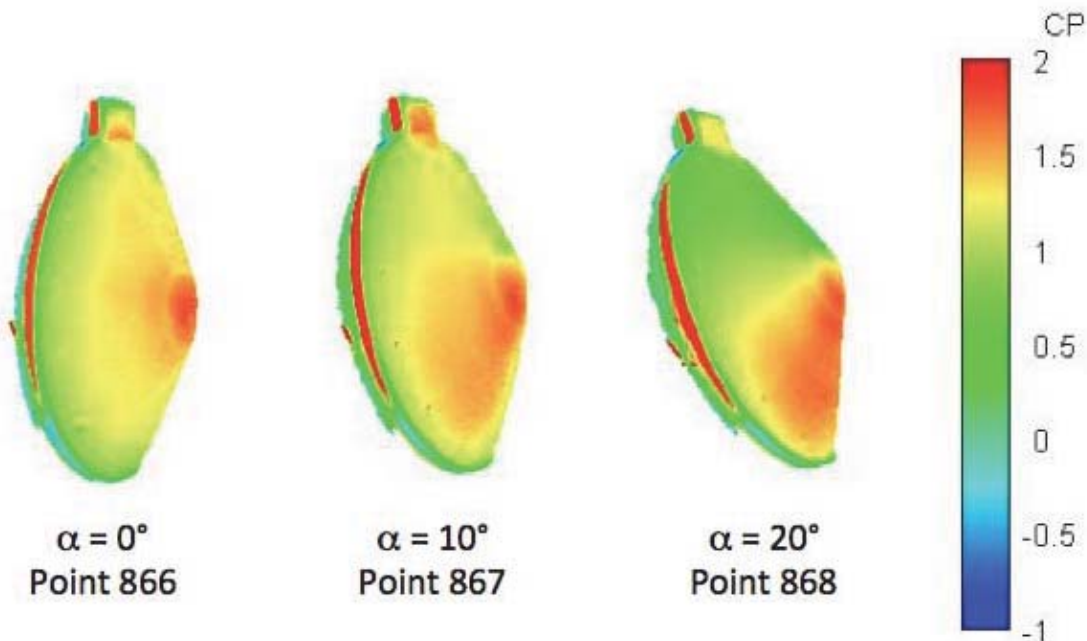 CP
2
1.5
1
0.5
0
-0.5
-1
α = 0°
Point 866
α = 10°
Point 867
α = 20°
Point 868